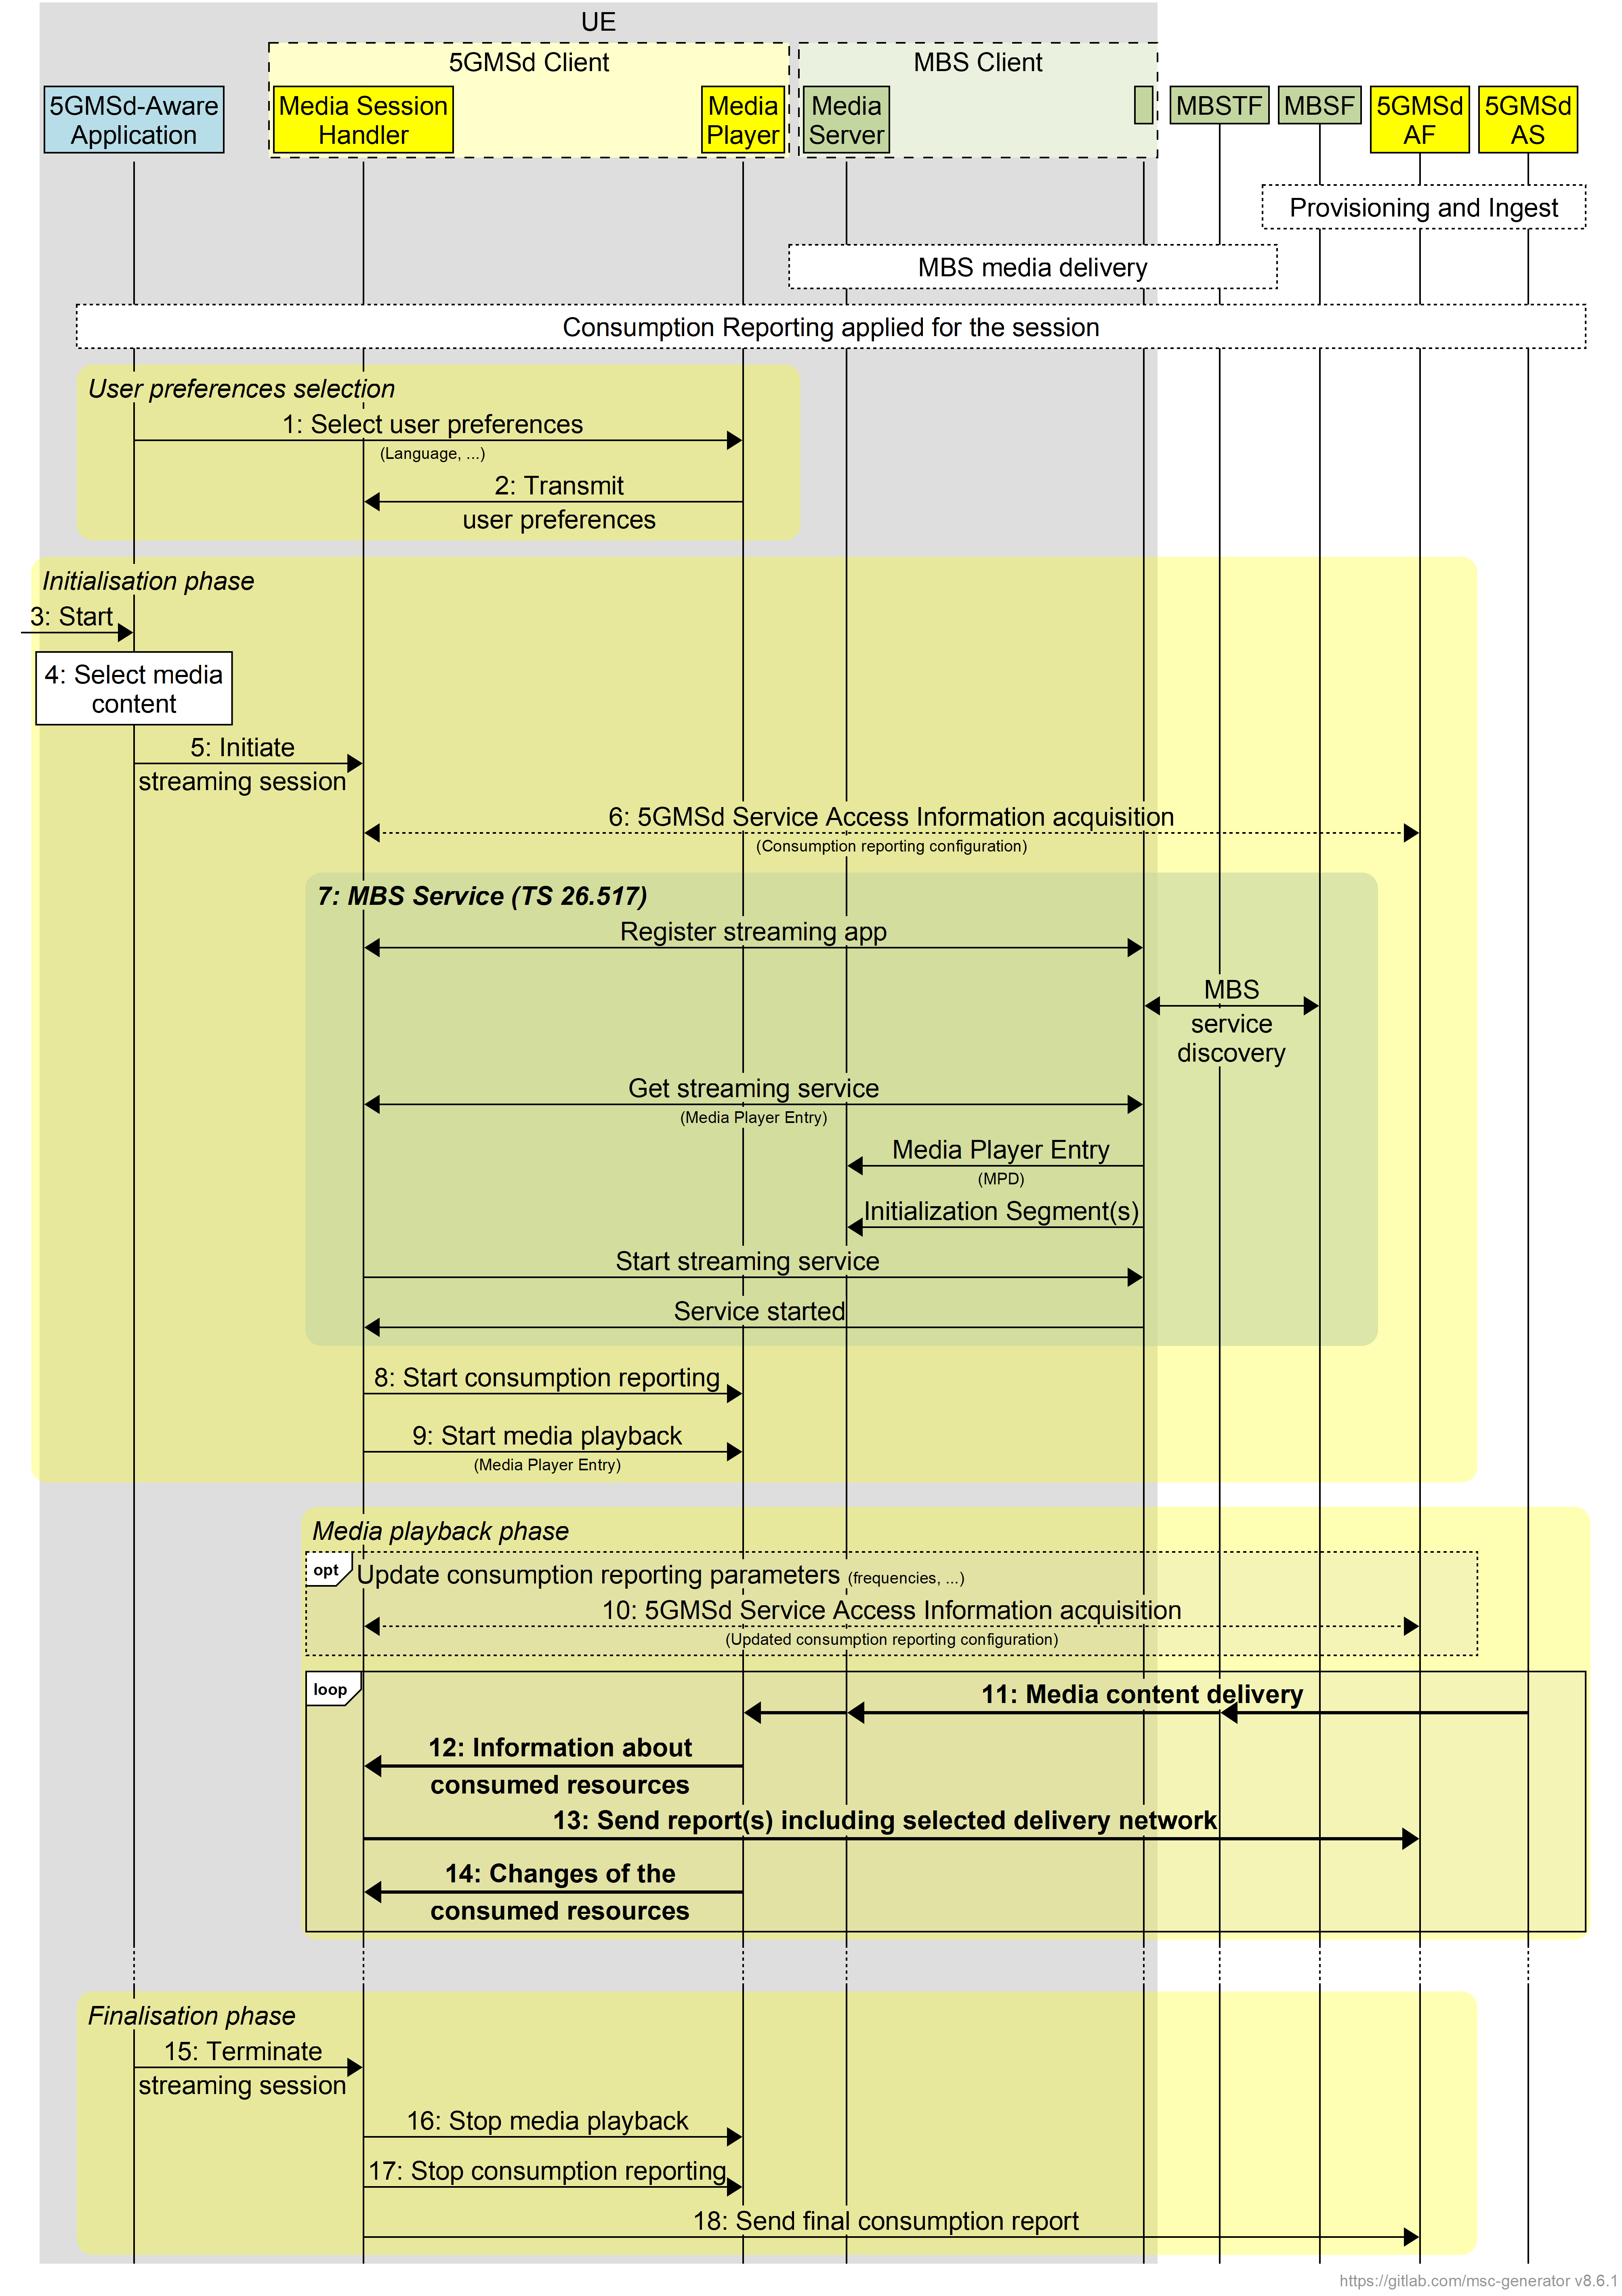 UE
5GMSd Client
MBS Client
5GMSd-Aware
Application
Media Session
Handler
Media
Player
Media
Server
MBSTF
MBSF
5GMSd
AF
5GMSd
AS
Provisioning and Ingest
MBS media delivery
Consumption Reporting applied for the session
User preferences selection
1: Select user preferences
(Language, ...)
2: Transmit
user preferences
Initialisation phase
3: Start
4: Select media
content
5: Initiate
streaming session
6: 5GMSd Service Access Information acquisition
(Consumption reporting configuration)
7: MBS Service (TS 26.517)
Register streaming app
MBS
service
discovery
Get streaming service
(Media Player Entry)
Media Player Entry
(MPD)
Initialization Segment(s)
Start streaming service
Service started
8: Start consumption reporting
9: Start media playback
(Media Player Entry)
Media playback phase
opt
Update consumption reporting parameters (frequencies, ...)
10: 5GMSd Service Access Information acquisition
(Updated consumption reporting configuration)
loop
11: Media content delivery
12: Information about
consumed resources
13: Send report(s) including selected delivery network
14: Changes of the
consumed resources
Finalisation phase
15: Terminate
streaming session
16: Stop media playback
17: Stop consumption reporting
18: Send final consumption report
https://gitlab.com/msc-generator v8.6.1